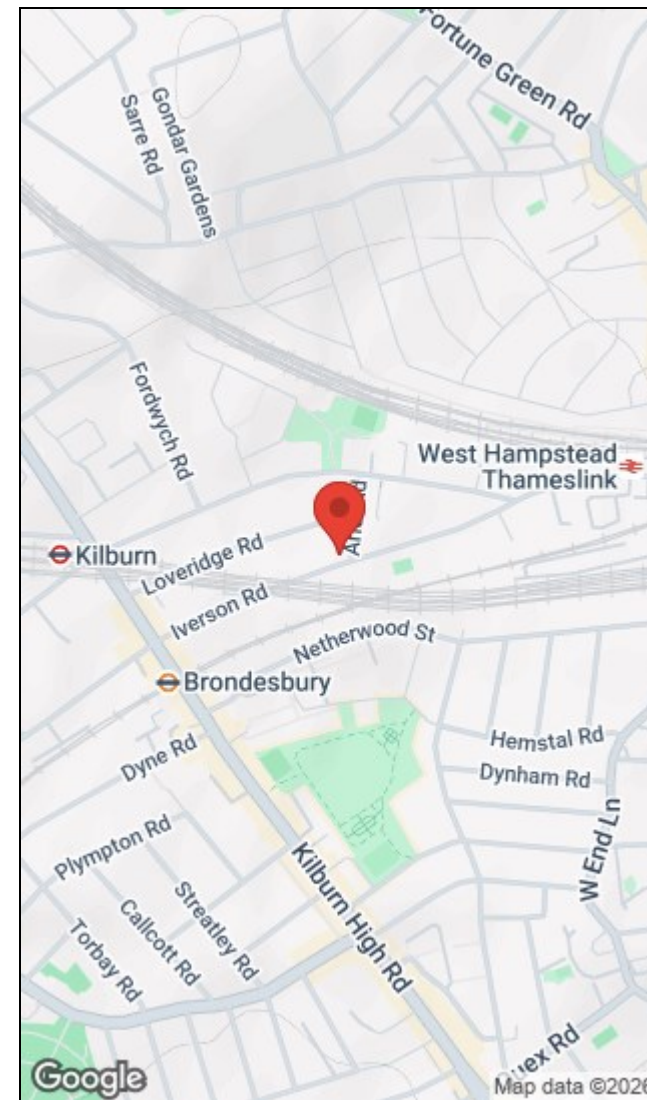 Fortune Green Rd
Sarre Rd
Gondar Gardens
Fordwych Rd
West Hampstead
Thameslink
Kilburn
Loveridge Rd
Iverson Rd
Netherwood St
Brondesbury
Hemstal Rd
Dynham Rd
Dyne Rd
W End Ln
Plympton Rd
Kilburn High Rd
Streatley Rd
Callcott Rd
Torbay Rd
Google
Map data ©2026